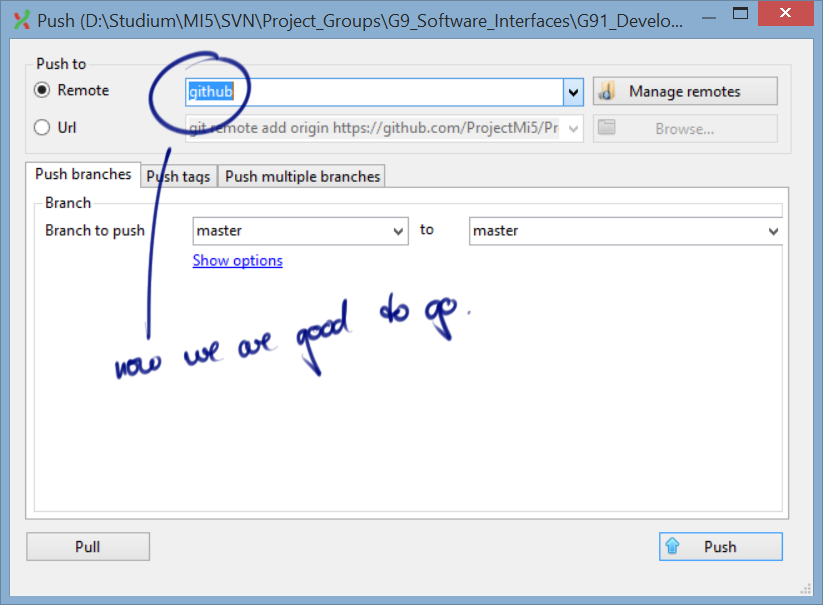 Push (D:\Studium\MI5\SVN\Project_Groups\G9_Software_Interfaces\G91_Develo...
Push to
Remote github Manage remotes
Url git remote add origin https://github.com/ProjectMi5/Pr Browse...
Push branches Push tags Push multiple branches
Branch
Branch to push master to master
Show options
now we are good to go.
Pull Push